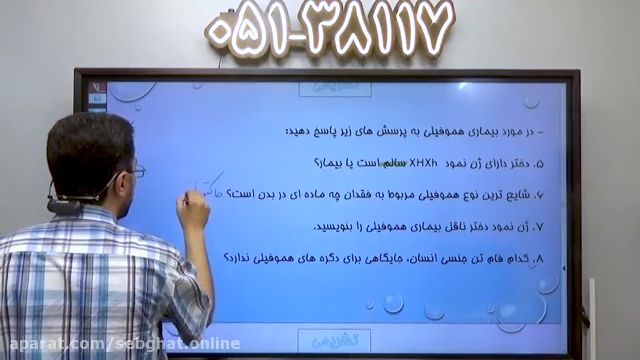 ۰۵۱-۳۸۱۱۷
تشریحی
- در مورد بیماری هموفیلی به پرسش های زیر پاسخ دهید:
۵. دختر دارای ژن نمود XHXh سالم است یا بیمار؟
۶. شایع ترین نوع هموفیلی مربوط به فقدان چه ماده ای در بدن است؟
۷. ژن نمود دختر ناقل بیماری هموفیلی را بنویسید.
۸. کدام فام تن جنسی انسان، جایگاهی برای دگره های هموفیلی ندارد؟
تشریحی
aparat.com/sebghat.online